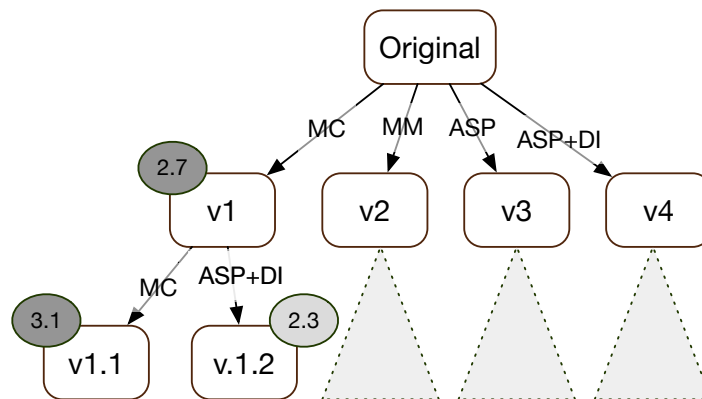 Original
MC
MM
ASP
ASP+DI
2.7
v1
v2
v3
v4
MC
ASP+DI
3.1
2.3
v1.1
v.1.2